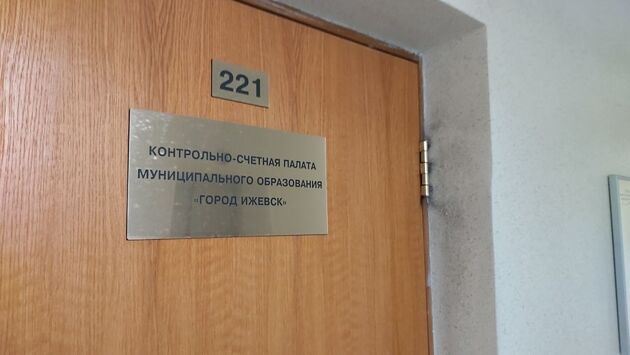 221
КОНТРОЛЬНО-СЧЕТНАЯ ПАЛАТА
МУНИЦИПАЛЬНОГО ОБРАЗОВАНИЯ
«ГОРОД ИЖЕВСК»